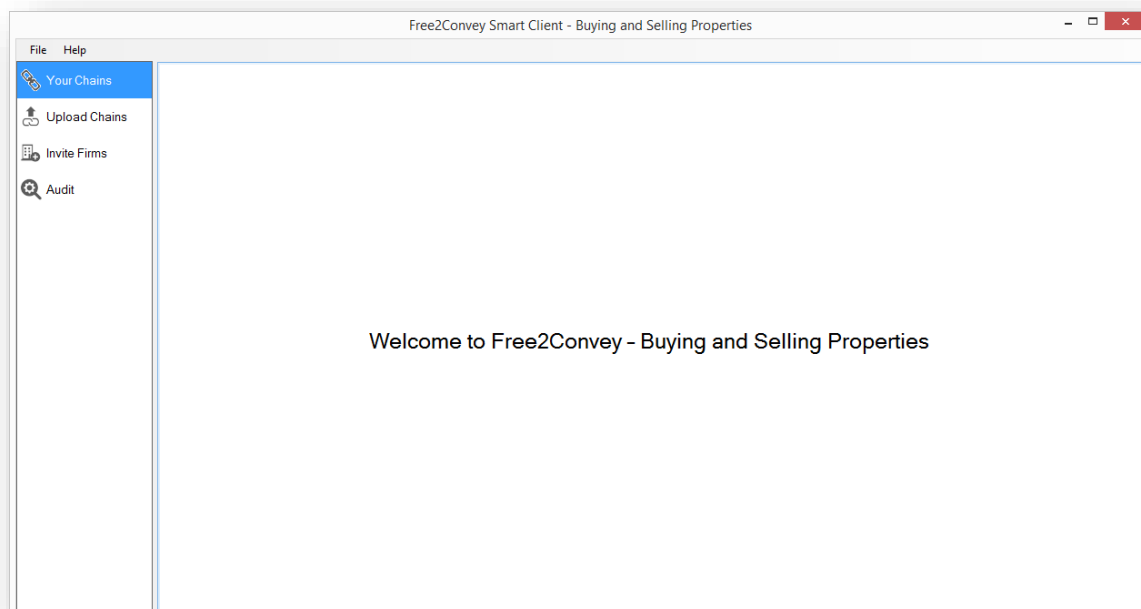 Free2Convey Smart Client - Buying and Selling Properties
File Help
Your Chains
Upload Chains
Invite Firms
Audit
Welcome to Free2Convey – Buying and Selling Properties